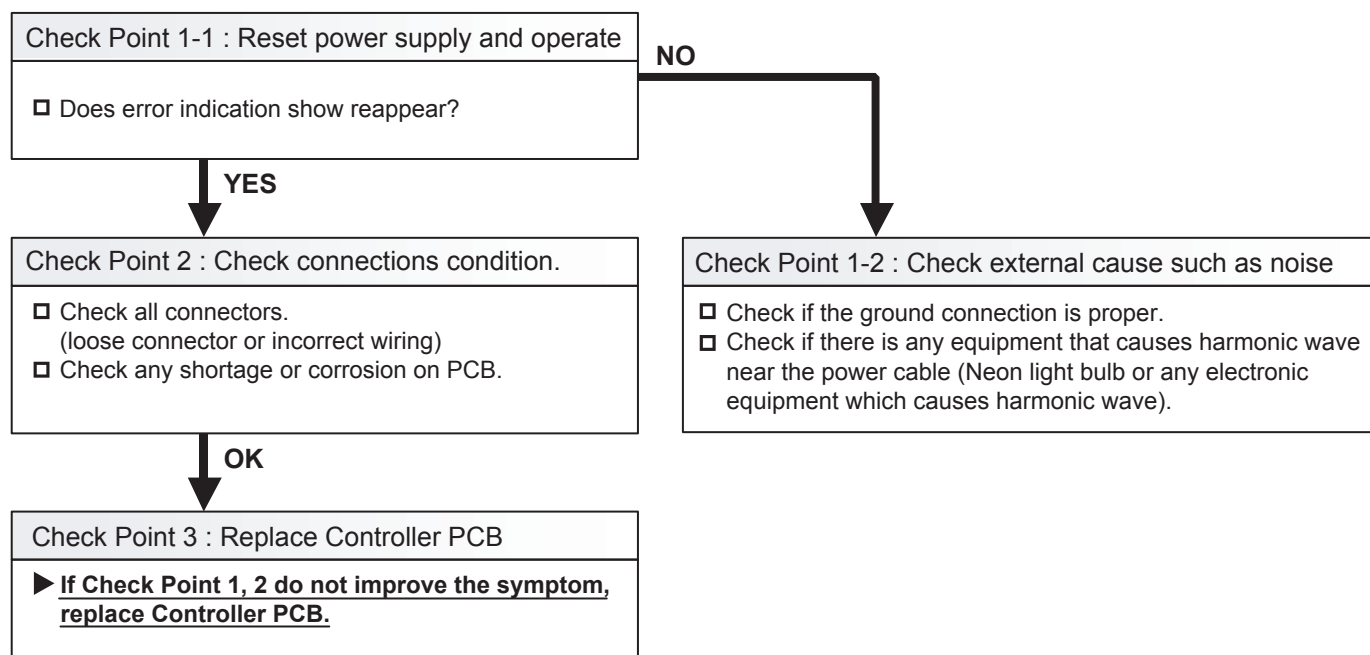 Check Point 1-1 : Reset power supply and operate
Does error indication show reappear?
NO
YES
Check Point 2 : Check connections condition.
Check all connectors.
(loose connector or incorrect wiring)
Check any shortage or corrosion on PCB.
Check Point 1-2 : Check external cause such as noise
Check if the ground connection is proper.
Check if there is any equipment that causes harmonic wave
near the power cable (Neon light bulb or any electronic
equipment which causes harmonic wave).
OK
Check Point 3 : Replace Controller PCB
If Check Point 1, 2 do not improve the symptom,
replace Controller PCB.